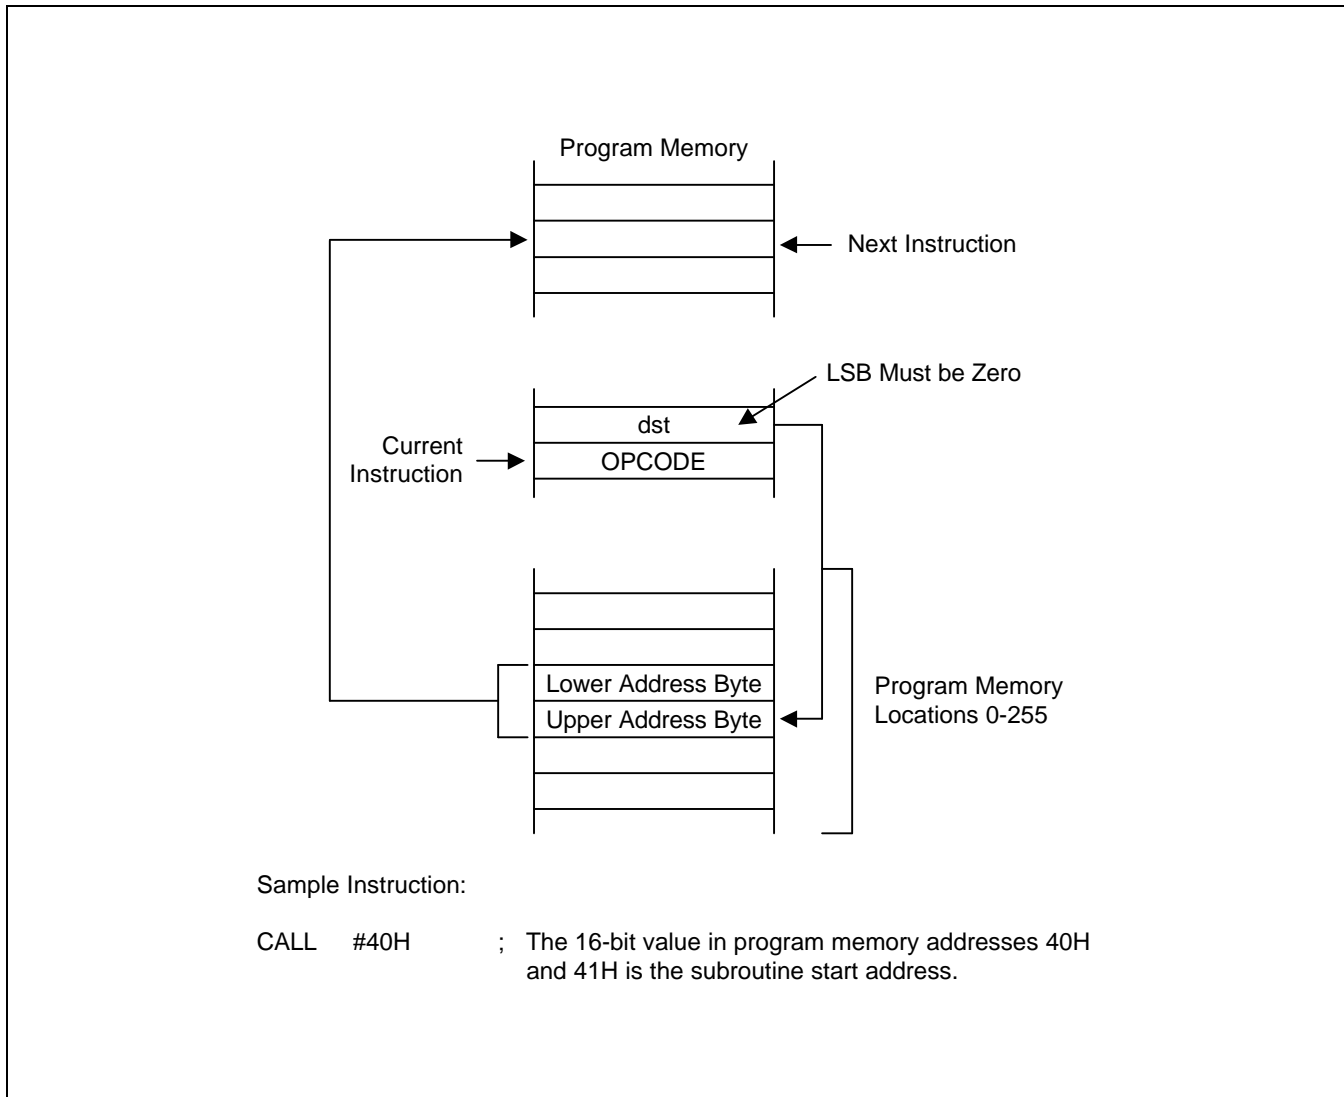 Program Memory
Next Instruction
LSB Must be Zero
dst
Current
Instruction
OPCODE
Lower Address Byte
Upper Address Byte
Program Memory
Locations 0-255
Sample Instruction:
CALL #40H ; The 16-bit value in program memory addresses 40H
and 41H is the subroutine start address.